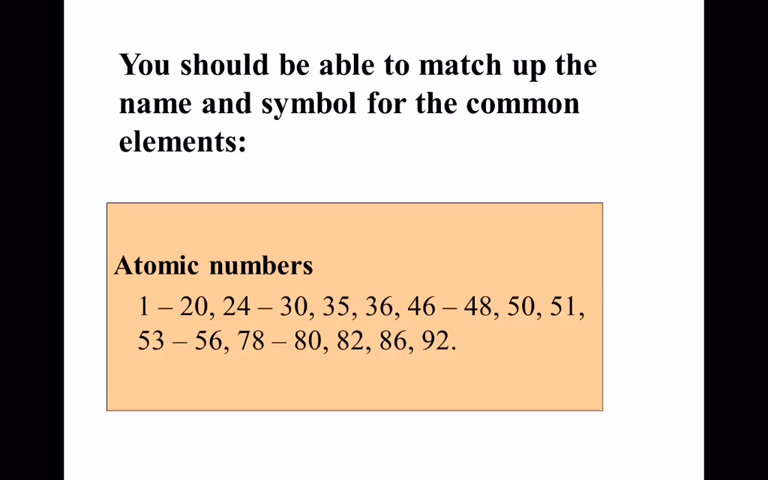 You should be able to match up the
name and symbol for the common
elements:
Atomic numbers
1 – 20, 24 – 30, 35, 36, 46 – 48, 50, 51,
53 – 56, 78 – 80, 82, 86, 92.